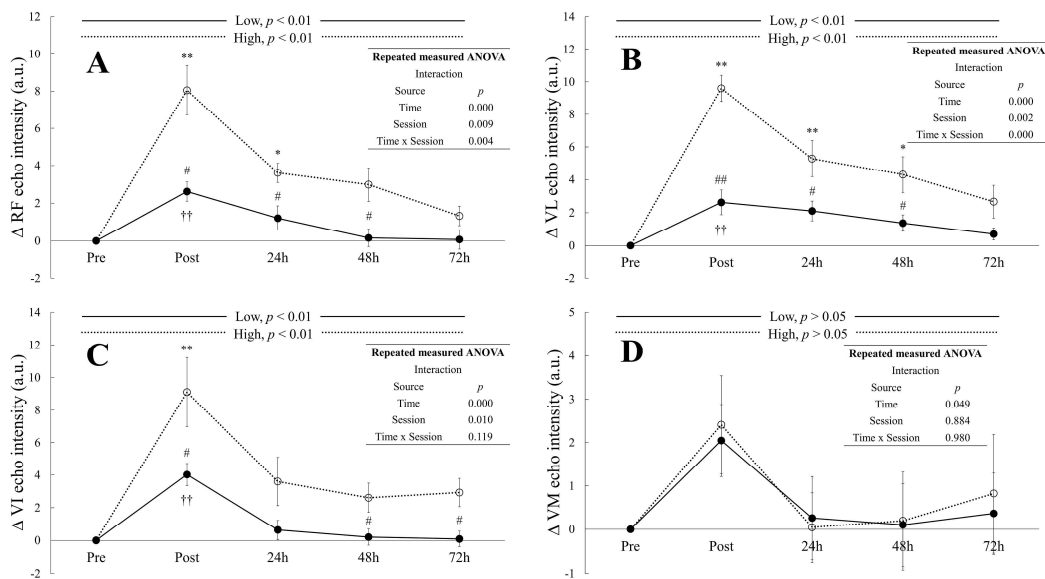 Low, p < 0.01
High, p < 0.01
A
Repeated measured ANOVA
Interaction
Source p
Time 0.000
Session 0.009
Time x Session 0.004
Δ RF echo intensity (a.u.)
12
10
8
6
4
2
0
-2
**
*
#
#
#
††
Pre Post 24h 48h 72h
Low, p < 0.01
High, p < 0.01
B
Repeated measured ANOVA
Interaction
Source p
Time 0.000
Session 0.002
Time x Session 0.000
Δ VL echo intensity (a.u.)
14
12
10
8
6
4
2
0
-2
**
**
*
##
#
#
††
Pre Post 24h 48h 72h
Low, p < 0.01
High, p < 0.01
C
Repeated measured ANOVA
Interaction
Source p
Time 0.000
Session 0.010
Time x Session 0.119
Δ VI echo intensity (a.u.)
14
12
10
8
6
4
2
0
-2
**
#
#
#
††
Pre Post 24h 48h 72h
Low, p > 0.05
High, p > 0.05
D
Repeated measured ANOVA
Interaction
Source p
Time 0.049
Session 0.884
Time x Session 0.980
Δ VM echo intensity (a.u.)
5
4
3
2
1
0
-1
Pre Post 24h 48h 72h